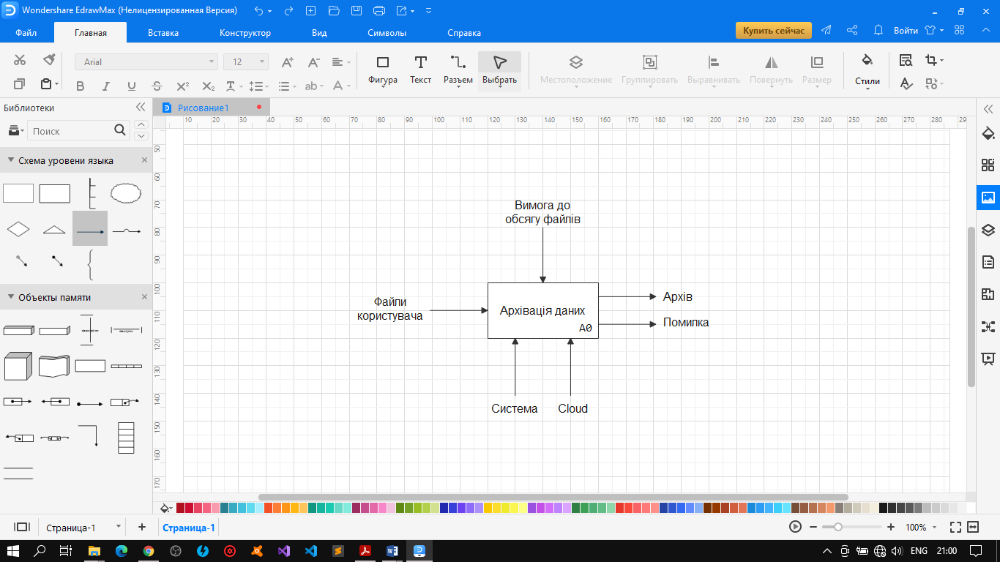 Wondershare EdrawMax (Нелицензированная Версия)
Файл
Главная
Вставка
Конструктор
Вид
Символы
Справка
Купить сейчас
Войти
Arial
12
Фигура
Текст
Разъем
Выбрать
Местоположение
Группировать
Выравнивать
Повернуть
Размер
Стили
Библиотеки
Рисование1
Поиск
10 20 30 40 50 60 70 80 90 100 110 120 130 140 150 160 170 180 190 200 210 220 230 240 250 260 270 280 29
50
60
70
80
90
100
110
120
130
140
150
160
170
Схема уровени языка
Объекты памяти
Вимога до
обсягу файлів
Файли
користувача
Архівація даних
A0
Архів
Помилка
Система
Cloud
Страница-1
Страница-1
100%
ENG
21:00